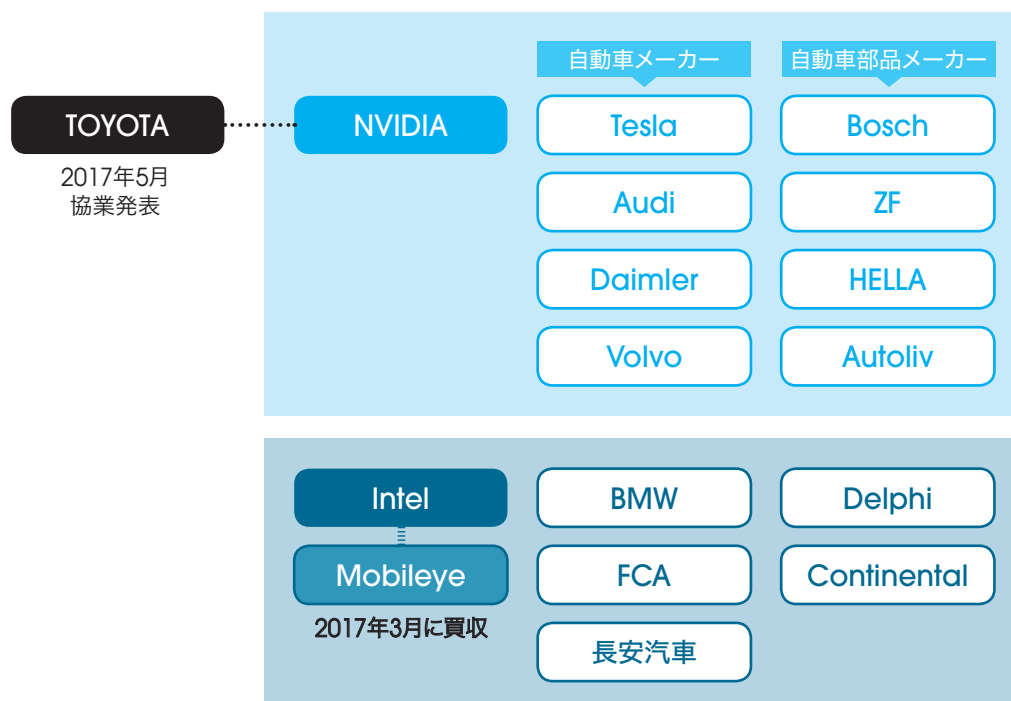 自動車メーカー
自動車部品メーカー
TOYOTA
NVIDIA
Tesla
Bosch
2017年5月
協業発表
Audi
ZF
Daimler
HELLA
Volvo
Autoliv
Intel
BMW
Delphi
Mobileye
FCA
Continental
2017年3月に買収
長安汽車